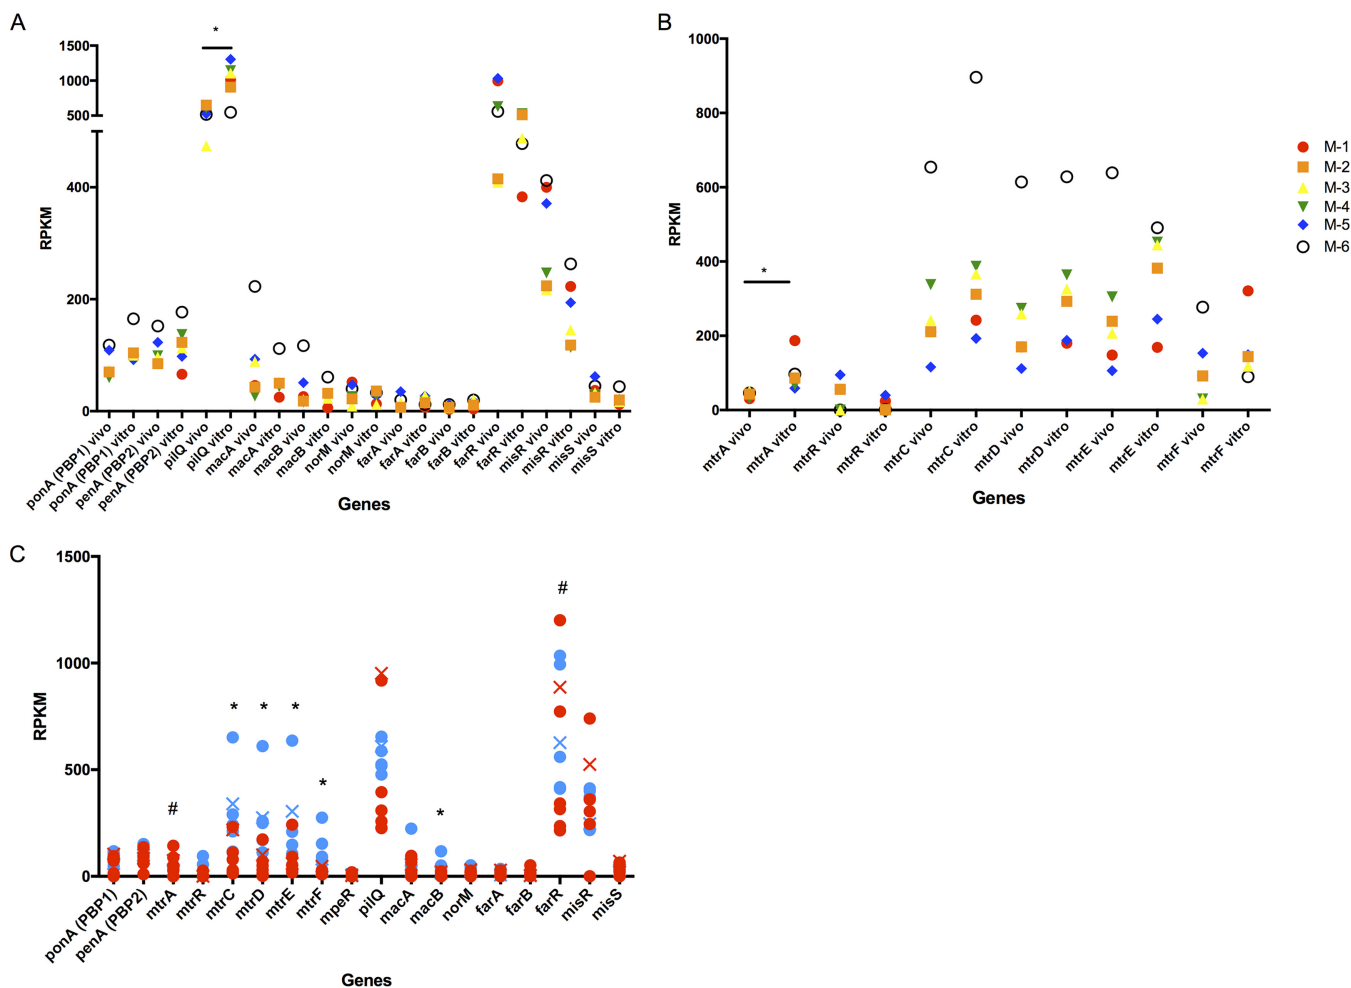 A
*
1500
1000
500
400
200
0
RPKM
ponA (PBP1) vivo
ponA (PBP1) vitro
penA (PBP2) vivo
penA (PBP2) vitro
pilQ vivo
pilQ vitro
macA vivo
macA vitro
macB vivo
macB vitro
norM vivo
norM vitro
farA vivo
farA vitro
farB vivo
farB vitro
farR vivo
farR vitro
misR vivo
misR vitro
misS vivo
misS vitro
Genes
B
1000
800
600
400
200
0
RPKM
*
mtrA vivo
mtrA vitro
mtrR vivo
mtrR vitro
mtrC vivo
mtrC vitro
mtrD vivo
mtrD vitro
mtrE vivo
mtrE vitro
mtrF vivo
mtrF vitro
Genes
M-1
M-2
M-3
M-4
M-5
M-6
C
1500
1000
500
0
RPKM
#
* * *
*
*
#
ponA (PBP1)
penA (PBP2)
mtrA
mtrR
mtrC
mtrD
mtrE
mtrF
mpeR
pilQ
macA
macB
norM
farA
farB
farR
misR
misS
Genes